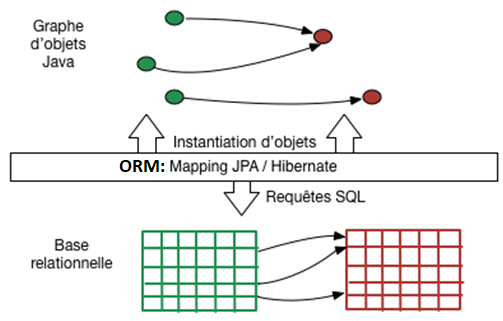 Graphe
d'objets
Java
Instantiation d'objets
ORM: Mapping JPA / Hibernate
Requêtes SQL
Base
relationnelle